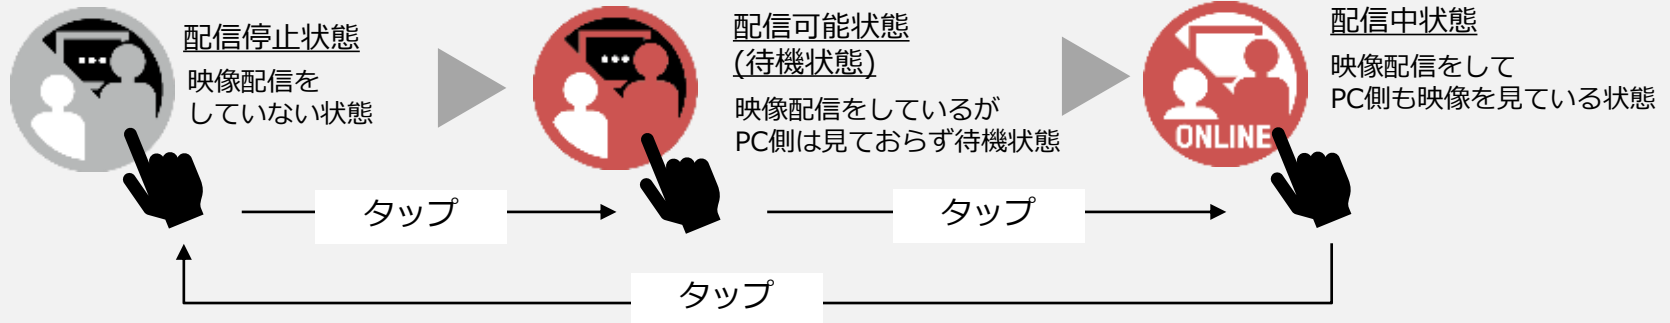 配信停止状態
映像配信を
していない状態
配信可能状態
(待機状態)
映像配信をしているが
PC側は見ておらず待機状態
配信中状態
映像配信をして
PC側も映像を見ている状態
ONLINE
タップ
タップ
タップ